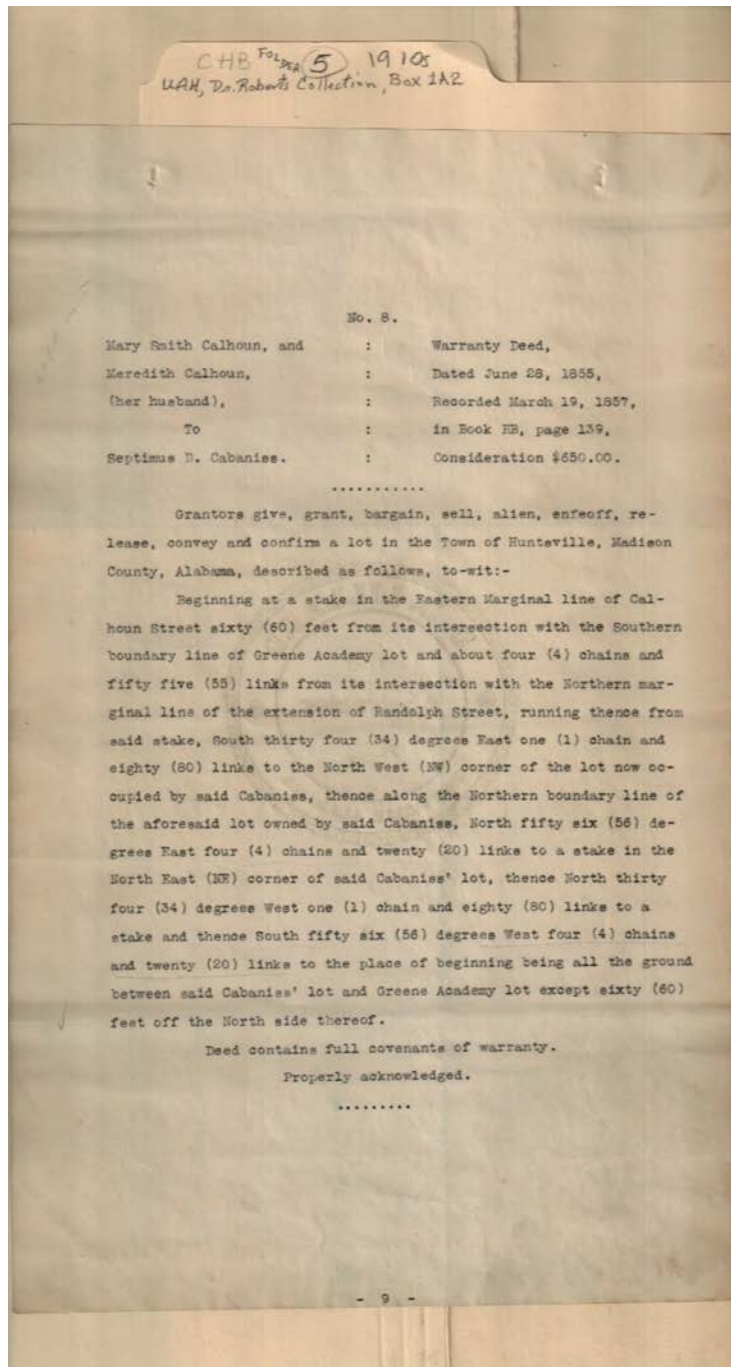 CHB FOLDER 5 1910s
UAH, Dr. Roberts Collection, Box 1A2
No. 8.
Mary Smith Calhoun, and : Warranty Deed,
Meredith Calhoun, : Dated June 28, 1855,
(her husband), : Recorded March 19, 1857,
To : in Book BB, page 139,
Septimus D. Cabaniss. : Consideration $650.00.
...........
Grantors give, grant, bargain, sell, alien, enfeoff, re-
lease, convey and confirm a lot in the Town of Huntsville, Madison
County, Alabama, described as follows, to-wit:-
Beginning at a stake in the Eastern Marginal line of Cal-
houn Street sixty (60) feet from its intersection with the Southern
boundary line of Greene Academy lot and about four (4) chains and
fifty five (55) links from its intersection with the Northern mar-
ginal line of the extension of Randolph Street, running thence from
said stake, South thirty four (34) degrees East one (1) chain and
eighty (80) links to the North West (NW) corner of the lot now oc-
cupied by said Cabaniss, thence along the Northern boundary line of
the aforesaid lot owned by said Cabaniss, North fifty six (56) de-
grees East four (4) chains and twenty (20) links to a stake in the
North East (NE) corner of said Cabaniss' lot, thence North thirty
four (34) degrees West one (1) chain and eighty (80) links to a
stake and thence South fifty six (56) degrees West four (4) chains
and twenty (20) links to the place of beginning being all the ground
between said Cabaniss' lot and Greene Academy lot except sixty (60)
feet off the North side thereof.
Deed contains full covenants of warranty.
Properly acknowledged.
.........
- 9 -